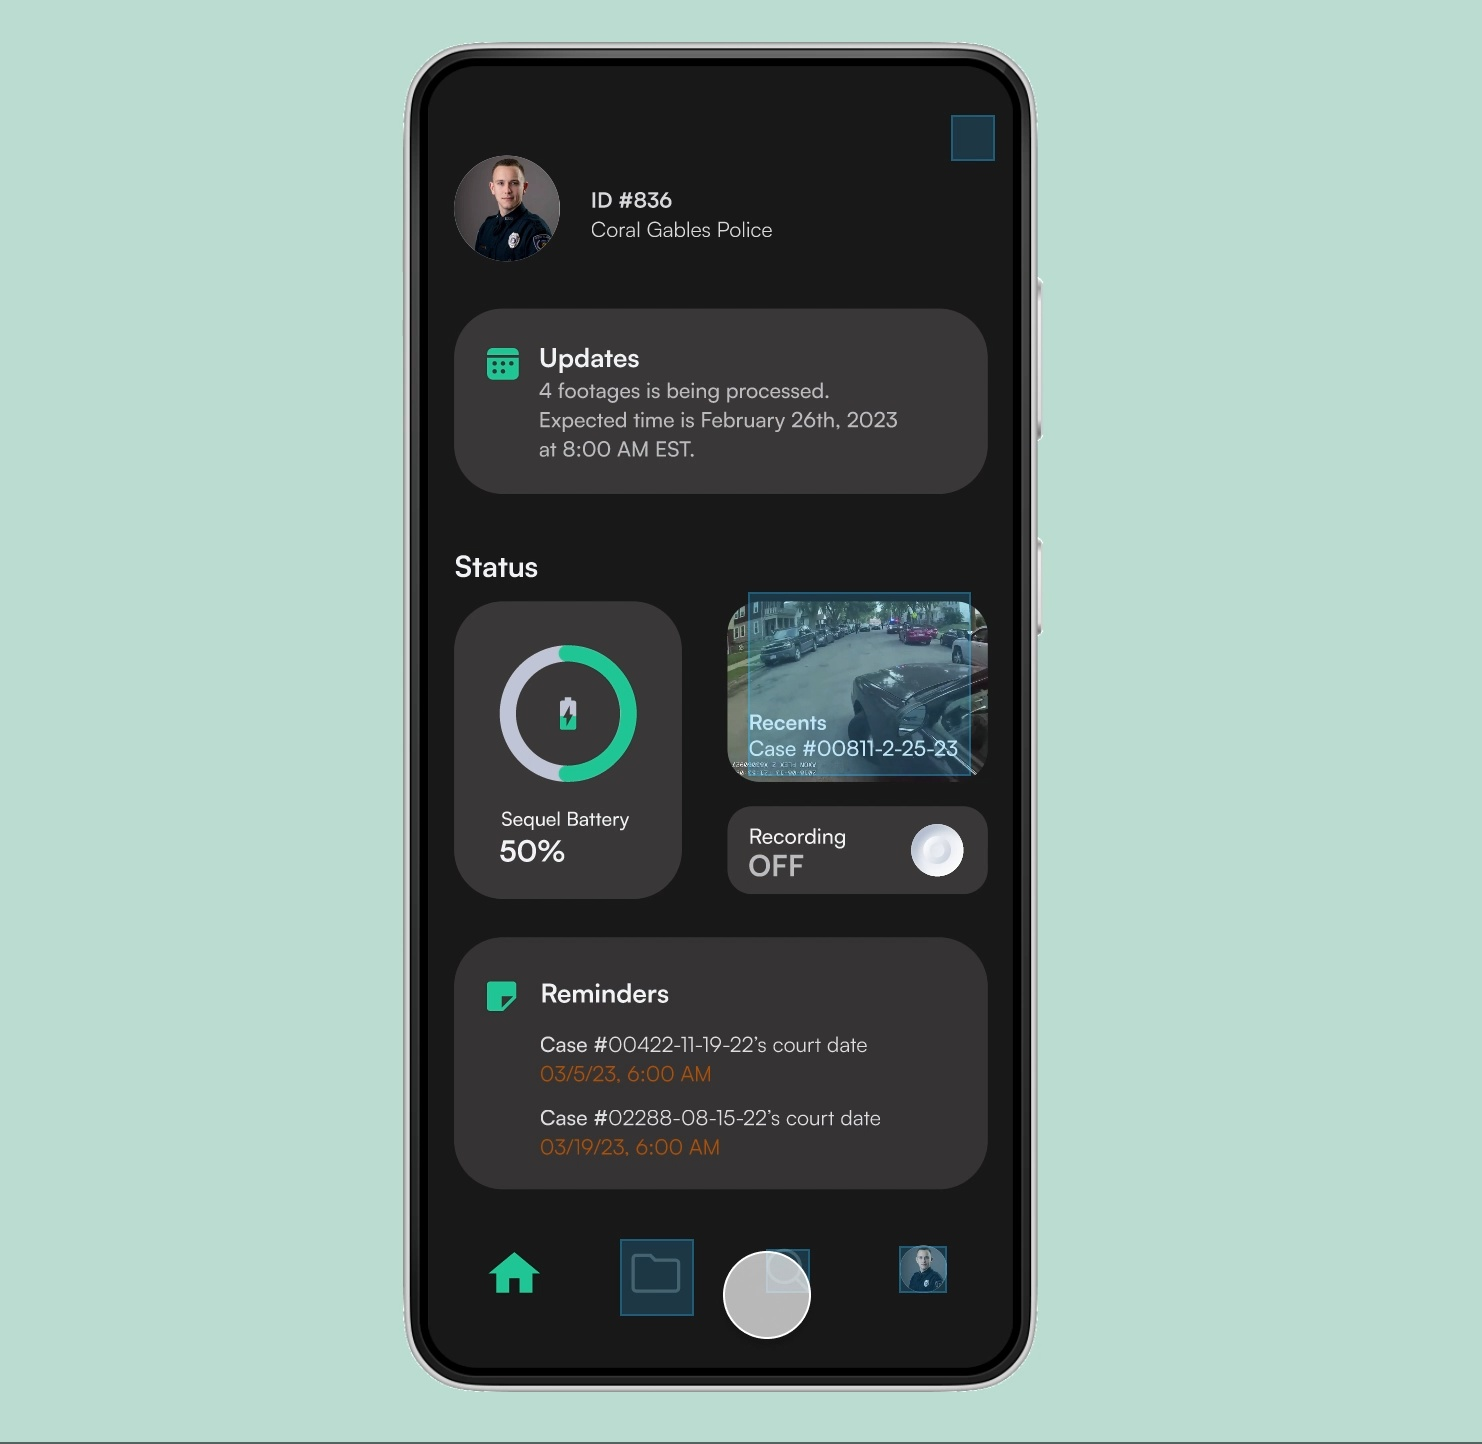 ID #836
Coral Gables Police
Updates
4 footages is being processed.
Expected time is February 26th, 2023
at 8:00 AM EST.
Status
Recents
Case #00811-2-25-23
Sequel Battery
50%
Recording
OFF
Reminders
Case #00422-11-19-22’s court date
03/5/23, 6:00 AM
Case #02288-08-15-22’s court date
03/19/23, 6:00 AM